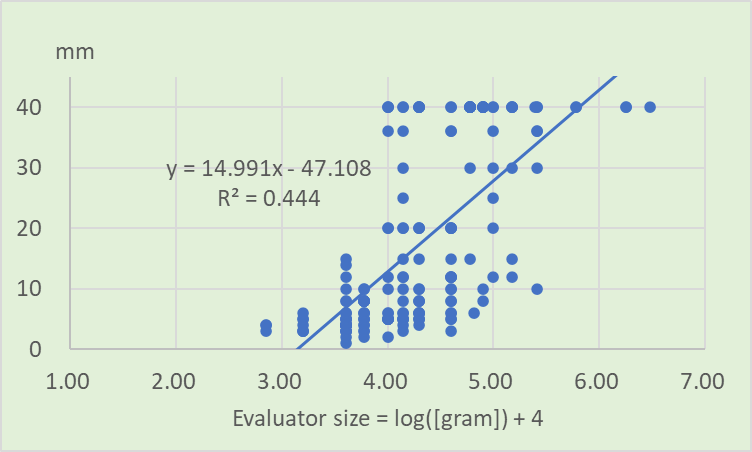 mm
40
30
y = 14.991x - 47.108
R² = 0.444
20
10
0
1.00 2.00 3.00 4.00 5.00 6.00 7.00
Evaluator size = log([gram]) + 4